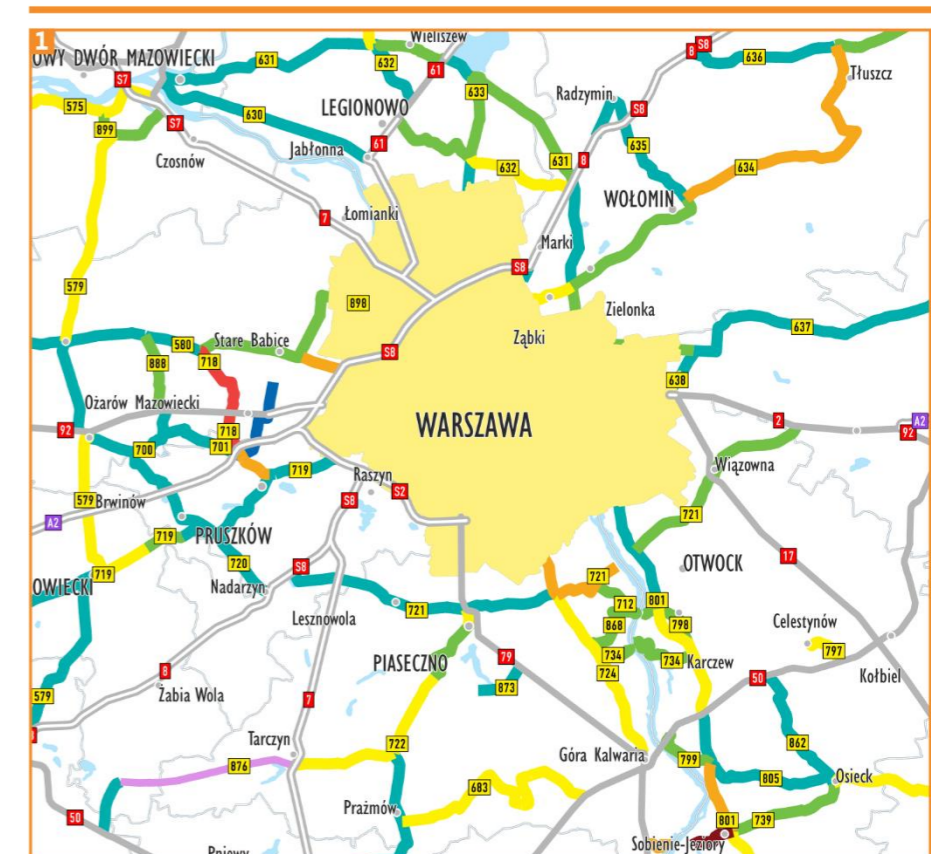 1
Wieliszew
8
S8
OWY DWÓR MAZOWIECKI
631
632
61
636
S7
Tłuszcz
633
Radzymin
575
LEGIONOWO
S8
630
899
S7
61
635
Jabłonna
8
Czosnów
632
631
634
WOŁOMIN
Łomianki
7
Marki
S8
579
898
Zielonka
637
580
Stare Babice
Ząbki
S8
888
718
638
Ożarów Mazowiecki
2
A2
92
718
WARSZAWA
92
700
701
719
Wiązowna
Raszyn
S2
579
Brwinów
S8
721
A2
PRUSZKÓW
719
17
720
OTWOCK
S8
721
OWIECKI
719
Nadarzyn
712
801
721
Lesznowola
868
798
Celestynów
734
797
79
734
Karczew
PIASECZNO
724
8
50
Kołbiel
873
579
Żabia Wola
7
Tarczyn
722
862
Góra Kalwaria
799
876
805
Osieck
683
50
Prażmów
801
739
Sobienie-Jeziory
Pniewy